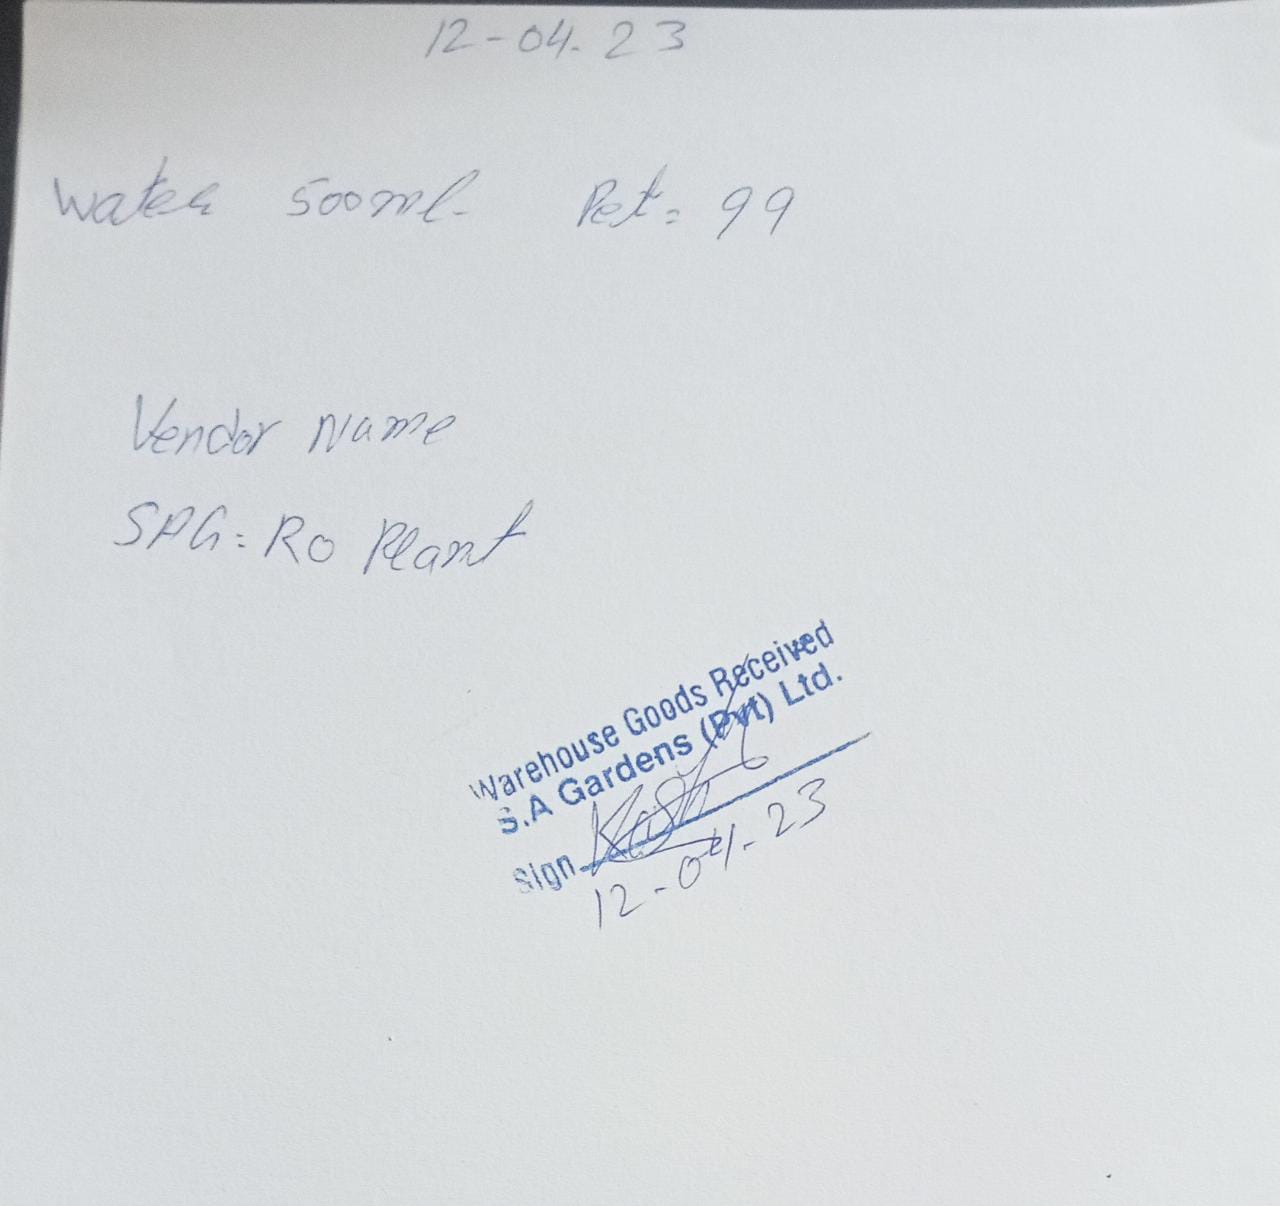 12-04.23
Water 500ml. Pet = 99
Vendor Name
SPG = RO Plant
Warehouse Goods Received
S.A Gardens (Pvt) Ltd.
Sign
12-04-23